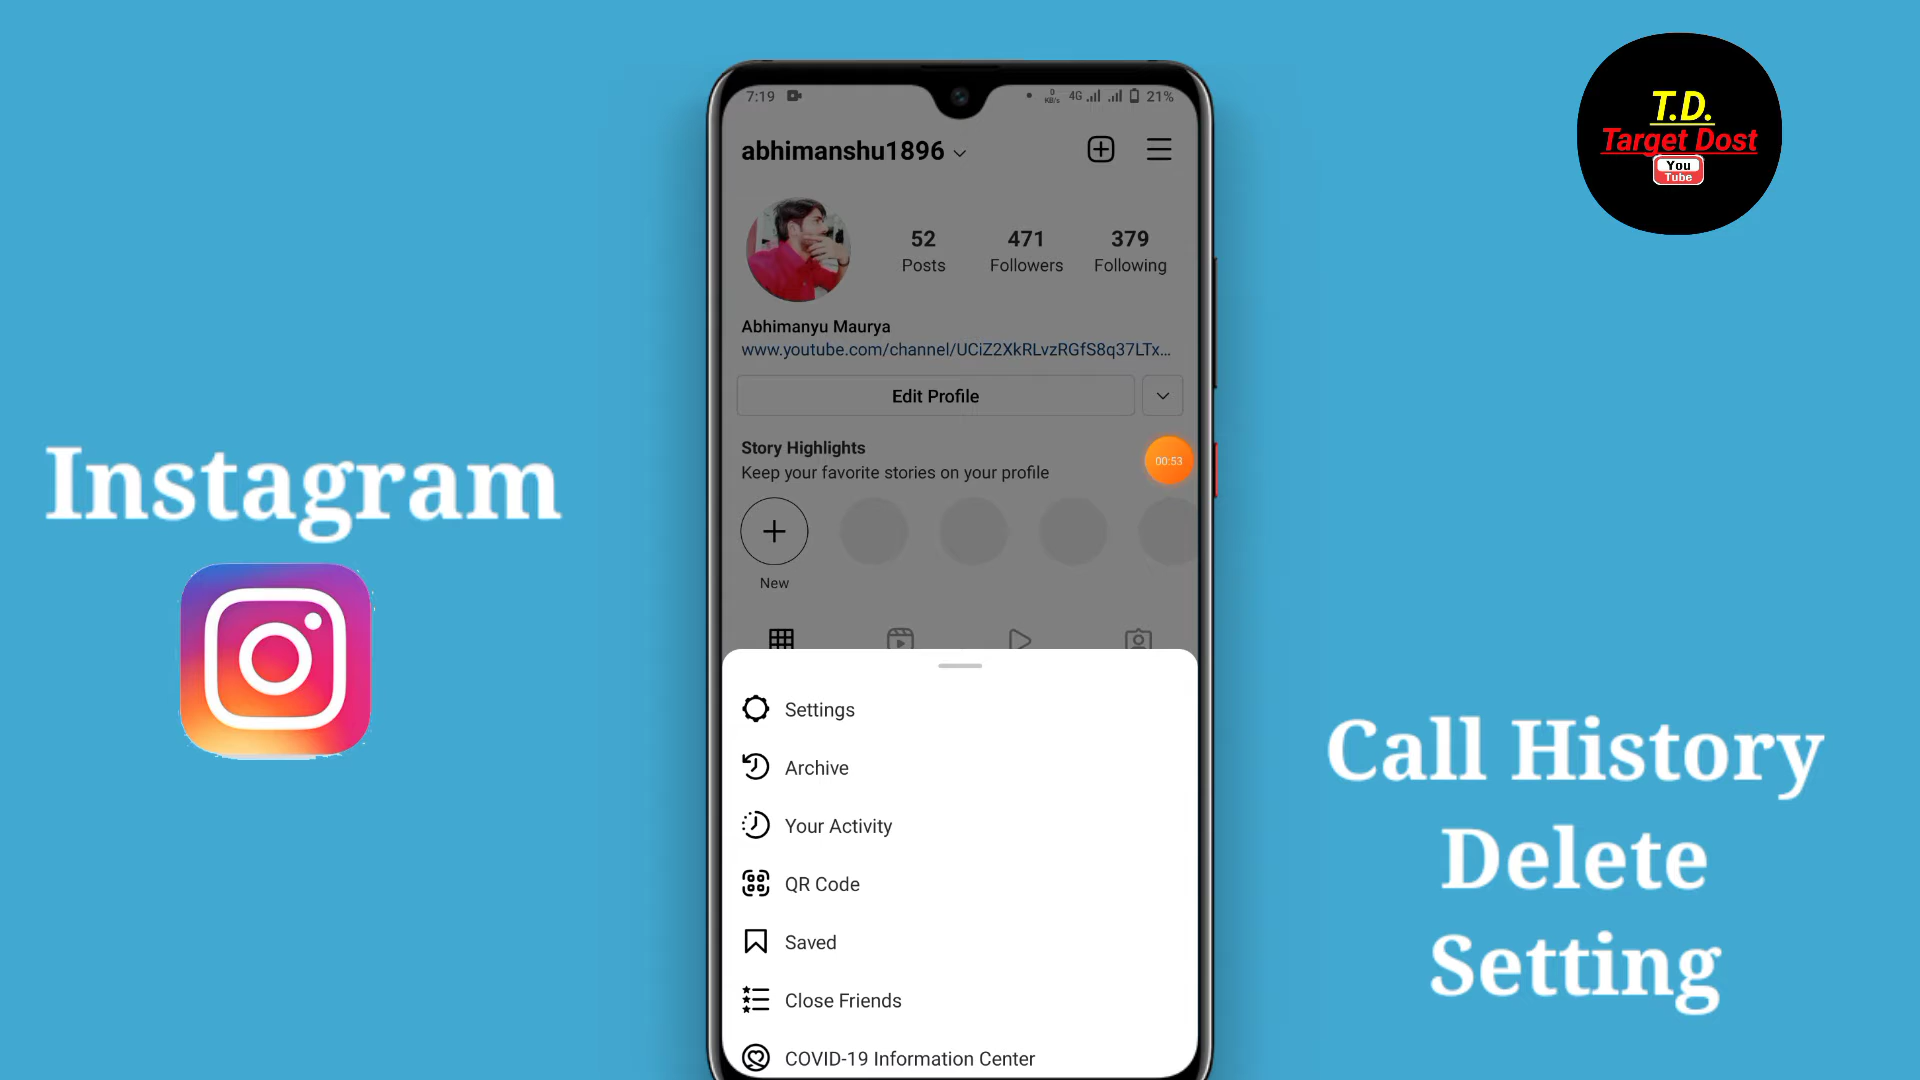 T.D.
Target Dost
You
Tube
7:19
0
KB/s
4G
21%
abhimanshu1896
52
471
379
Posts
Followers
Following
Abhimanyu Maurya
www.youtube.com/channel/UCiZ2XkRLvzRGfS8q37LTx...
Edit Profile
Story Highlights
Keep your favorite stories on your profile
00:53
New
Settings
Archive
Your Activity
QR Code
Saved
Close Friends
COVID-19 Information Center
Instagram
Call History
Delete
Setting